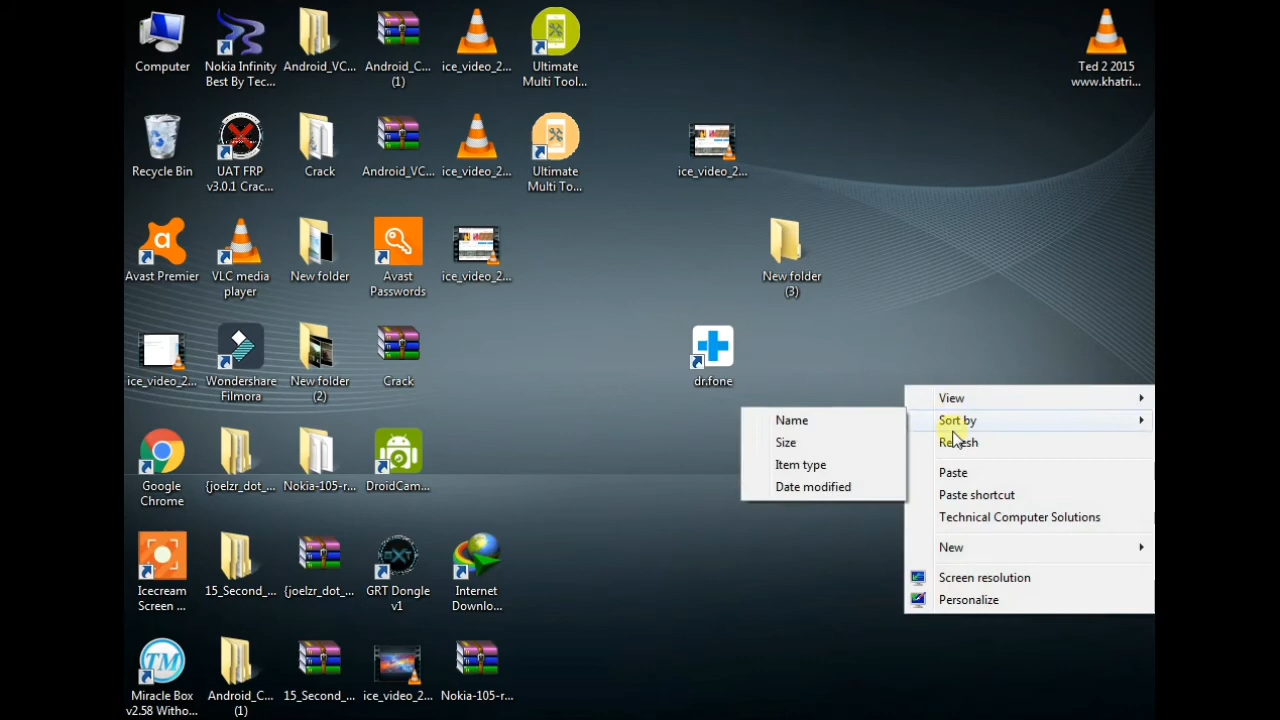 Computer
Nokia Infinity
Best By Tec...
Android_VC...
Android_C...
(1)
ice_video_2...
Ultimate
Multi Tool...
Ted 2 2015
www.khatri...
Recycle Bin
UAT FRP
v3.0.1 Crac...
Crack
Android_VC...
ice_video_2...
Ultimate
Multi To...
ice_video_2...
Avast Premier
VLC media
player
New folder
Avast
Passwords
ice_video_2...
New folder
(3)
ice_video_2...
Wondershare
Filmora
New folder
(2)
Crack
dr.fone
Google
Chrome
{joelzr_dot_...
Nokia-105-r...
DroidCam...
Icecream
Screen ...
15_Second_...
{joelzr_dot_...
GXT
GRT Dongle
v1
Internet
Downlo...
TM
Miracle Box
v2.58 Witho...
Android_C...
(1)
15_Second_...
ice_video_2...
Nokia-105-r...
Name
Size
Item type
Date modified
View
Sort by
Refresh
Paste
Paste shortcut
Technical Computer Solutions
New
Screen resolution
Personalize